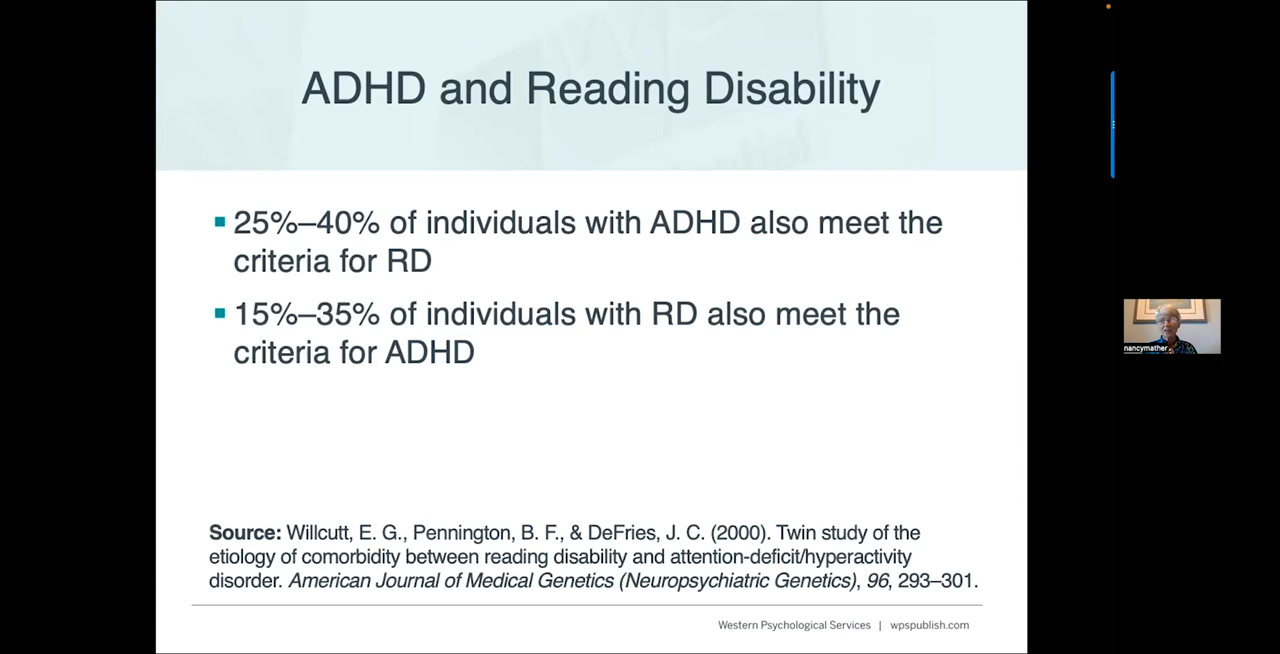 ADHD and Reading Disability
▪ 25%–40% of individuals with ADHD also meet the
criteria for RD
▪ 15%–35% of individuals with RD also meet the
criteria for ADHD
Source: Willcutt, E. G., Pennington, B. F., & DeFries, J. C. (2000). Twin study of the
etiology of comorbidity between reading disability and attention-deficit/hyperactivity
disorder. American Journal of Medical Genetics (Neuropsychiatric Genetics), 96, 293–301.
Western Psychological Services | wpspublish.com
nancymather